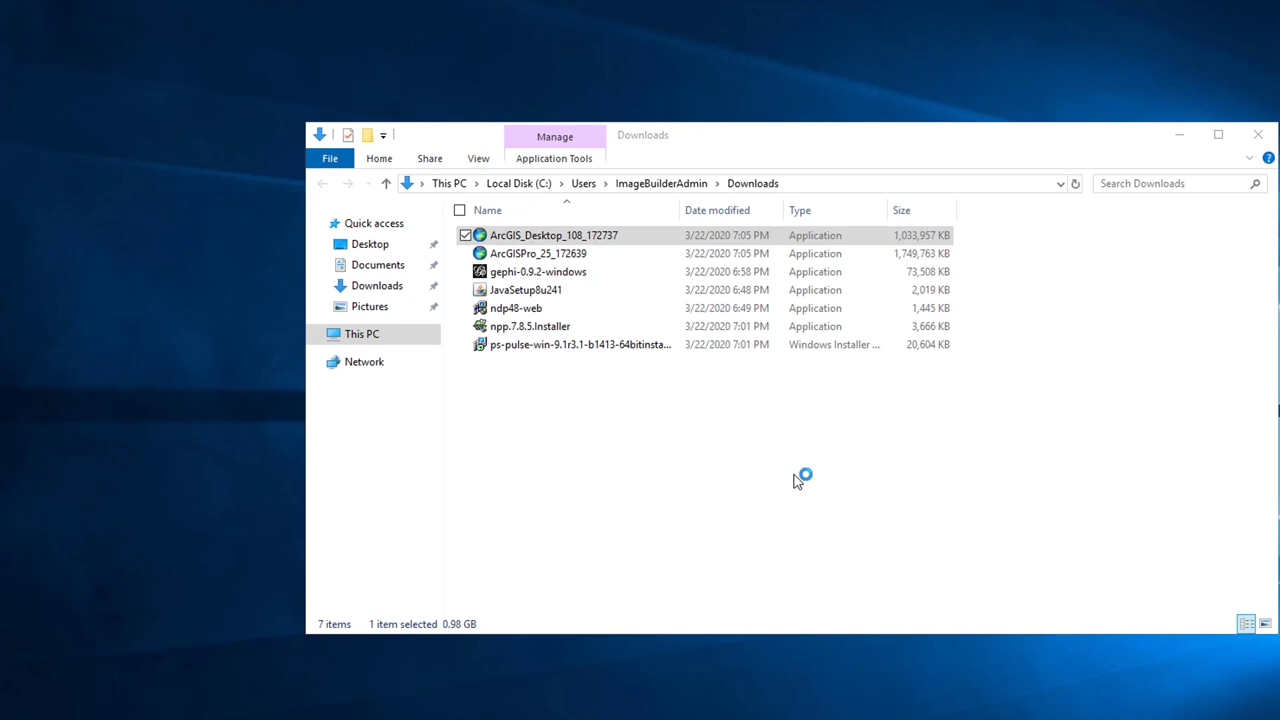 Manage Downloads
File Home Share View Application Tools
This PC Local Disk (C:) Users ImageBuilderAdmin Downloads Search Downloads
Name Date modified Type Size
Quick access
Desktop
Documents
Downloads
Pictures
This PC
Network
ArcGIS_Desktop_108_172737 3/22/2020 7:05 PM Application 1,033,957 KB
ArcGISPro_25_172639 3/22/2020 7:05 PM Application 1,749,763 KB
gephi-0.9.2-windows 3/22/2020 6:58 PM Application 73,508 KB
JavaSetup8u241 3/22/2020 6:48 PM Application 2,019 KB
ndp48-web 3/22/2020 6:49 PM Application 1,445 KB
npp.7.8.5.Installer 3/22/2020 7:01 PM Application 3,666 KB
ps-pulse-win-9.1r3.1-b1413-64bitinsta... 3/22/2020 7:01 PM Windows Installer ... 20,604 KB
7 items 1 item selected 0.98 GB